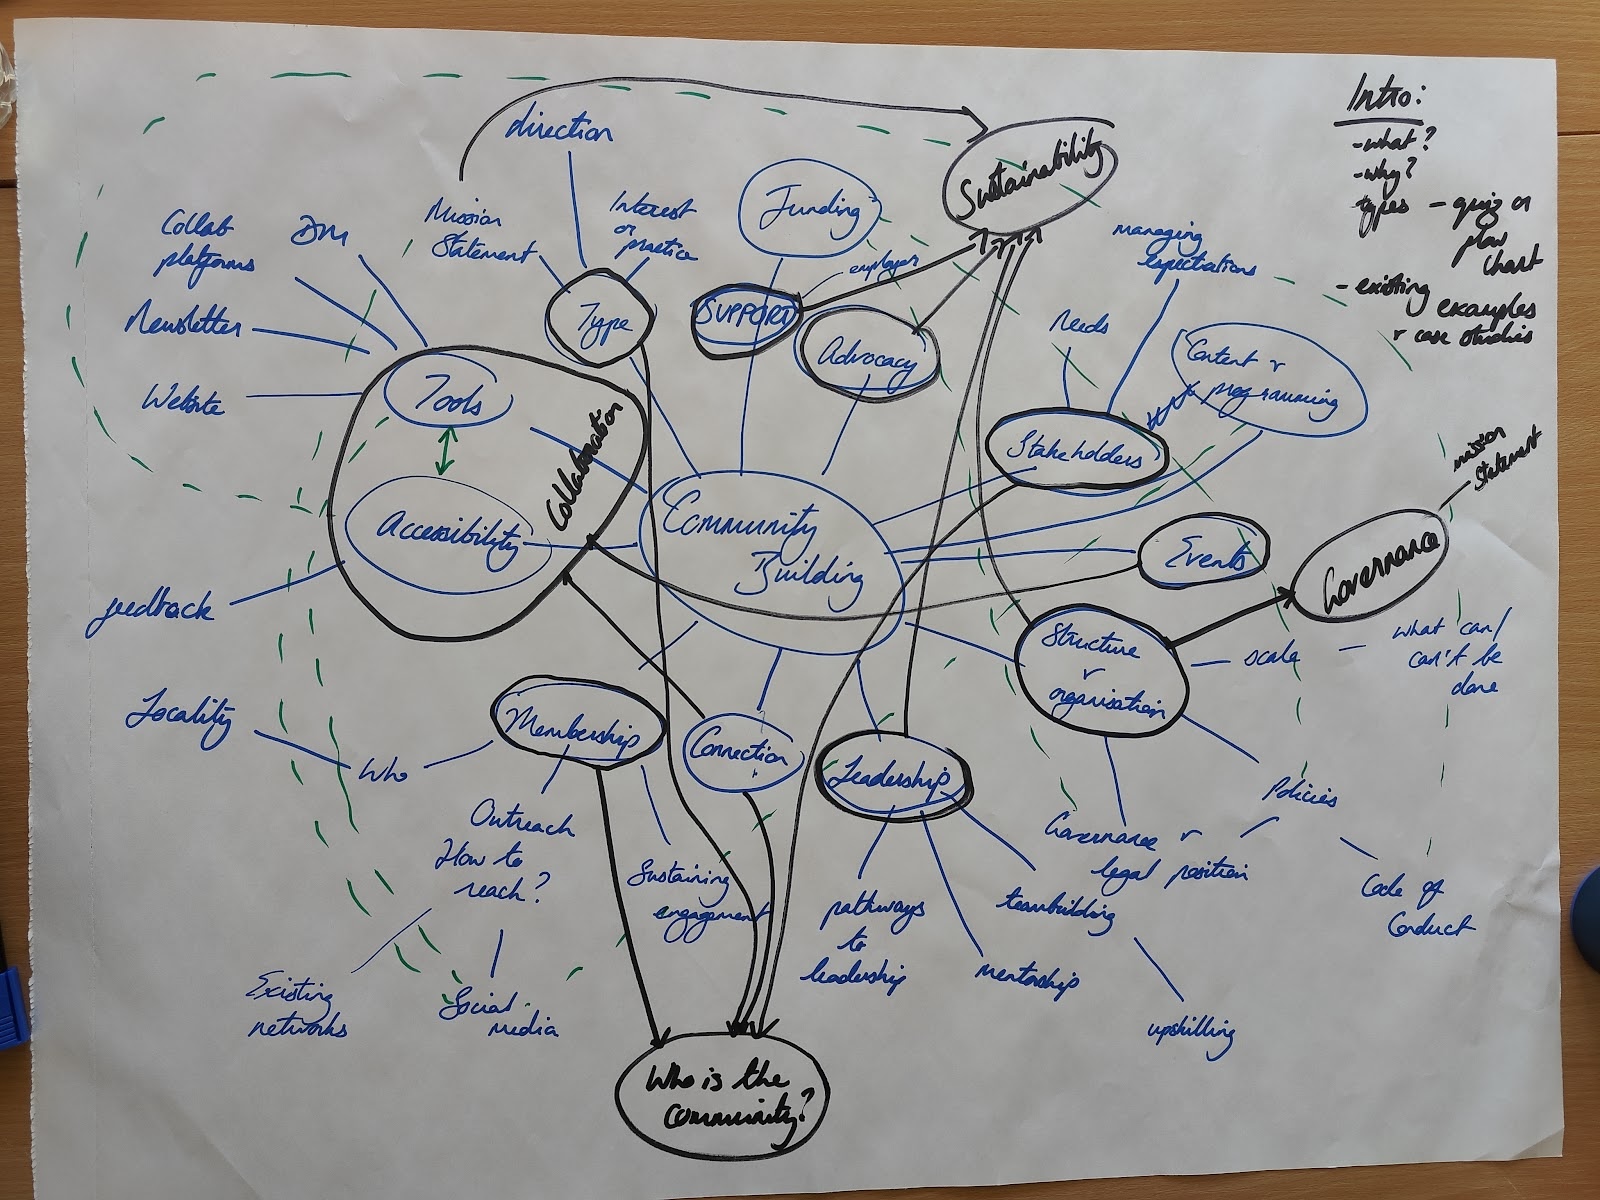 Intro:
- what?
- why?
types - quiz or
flow
chart
- existing
examples
& case studies
direction
Mission
Statement
Interest
or
practice
Funding
Sustainability
managing
expectations
Collab
platforms
DM
Newsletter
Website
Type
SUPPORT
employer
Advocacy
Needs
Content &
programming
Tools
Collaboration
Accessibility
Stakeholders
mission
statement
Community
Building
Events
Governance
feedback
Structure
&
organisation
scale
what can/
can't be
done
Locality
Who
Membership
Connection
Leadership
Policies
Outreach
How to
reach?
Sustaining
engagement
pathways
to
leadership
teambuilding
mentorship
upskilling
Governance &
legal position
Code of
Conduct
Existing
networks
Social
media
Who is the
community?